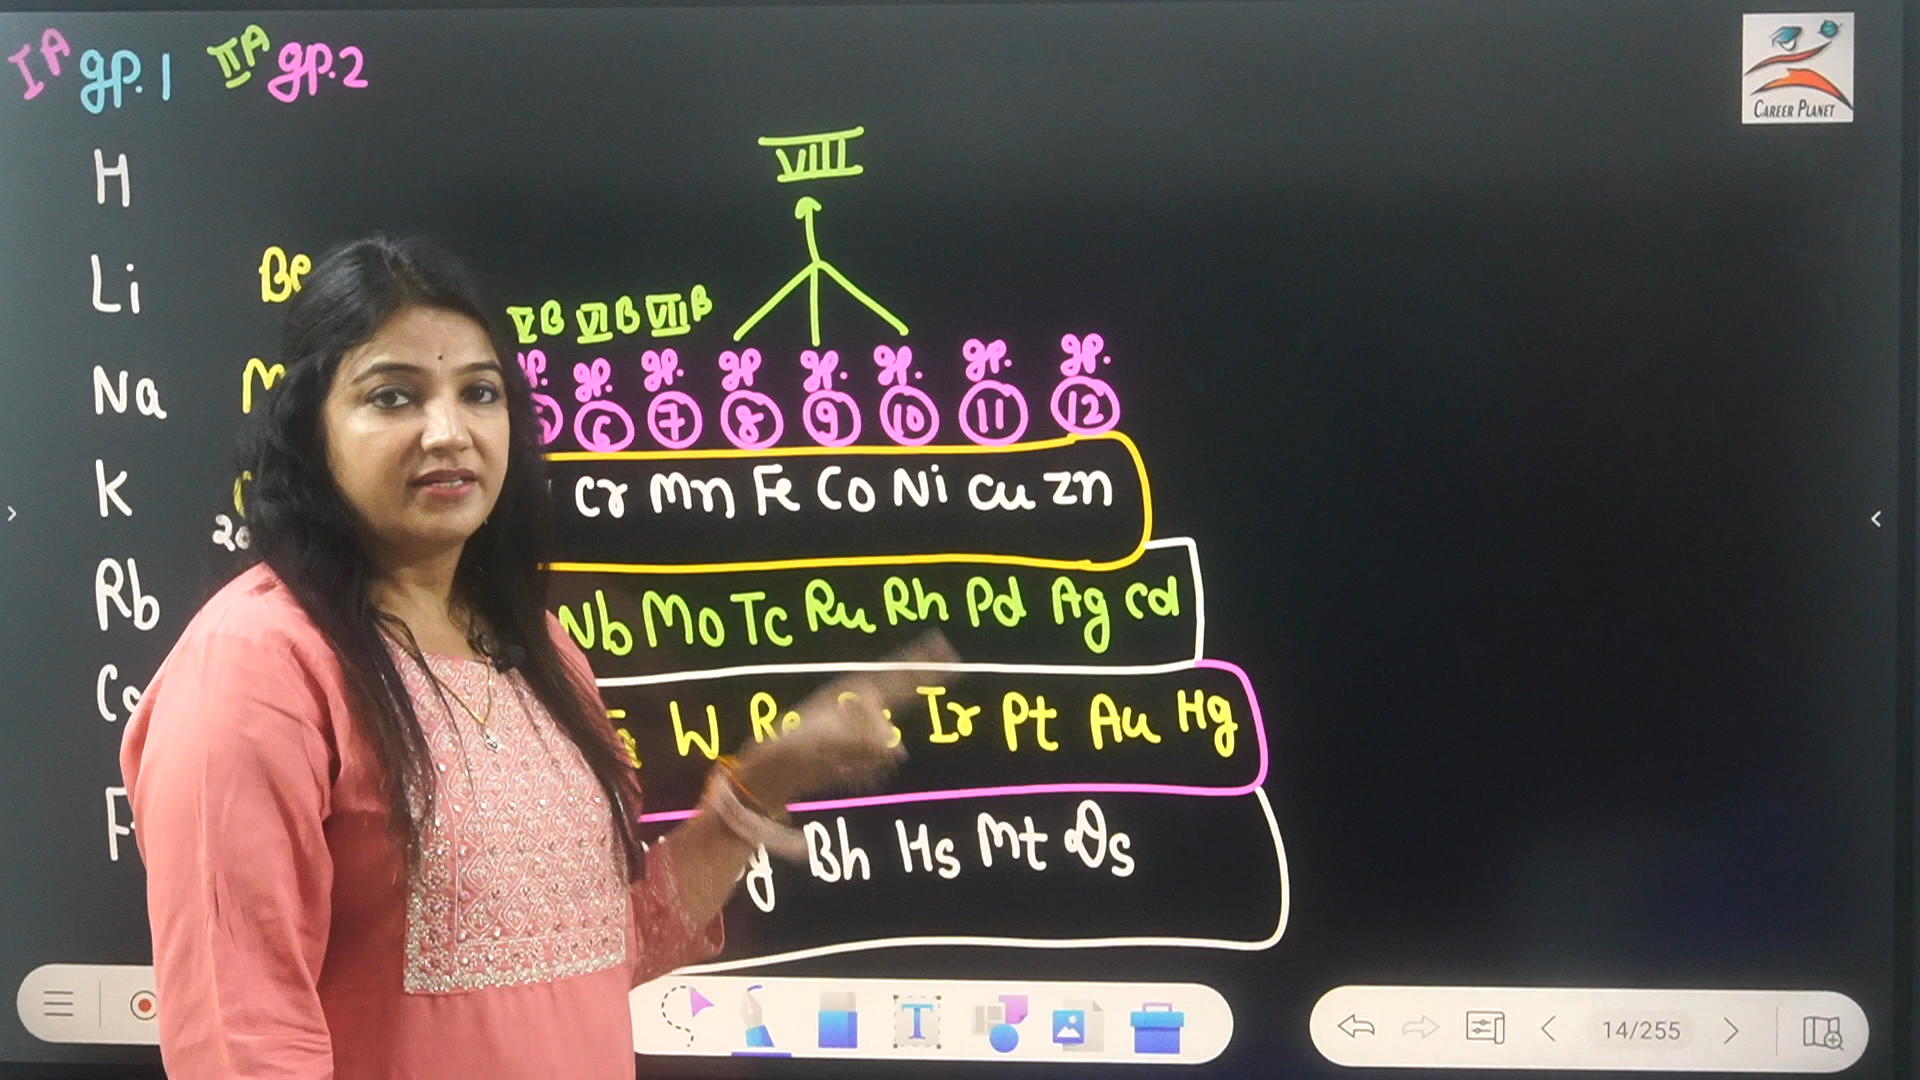 IA gp.1 IIA gp.2
CAREER PLANET
VIII
H
Li Be
VB VIB VIIB
gp. gp. gp. gp. gp. gp. gp.
Na 6 7 8 9 10 11 12
K Cr Mn Fe Co Ni Cu Zn
20
Rb Nb Mo Tc Ru Rh Pd Ag Cd
W Ir Pt Au Hg
Bh Hs Mt Ds
T
14/255